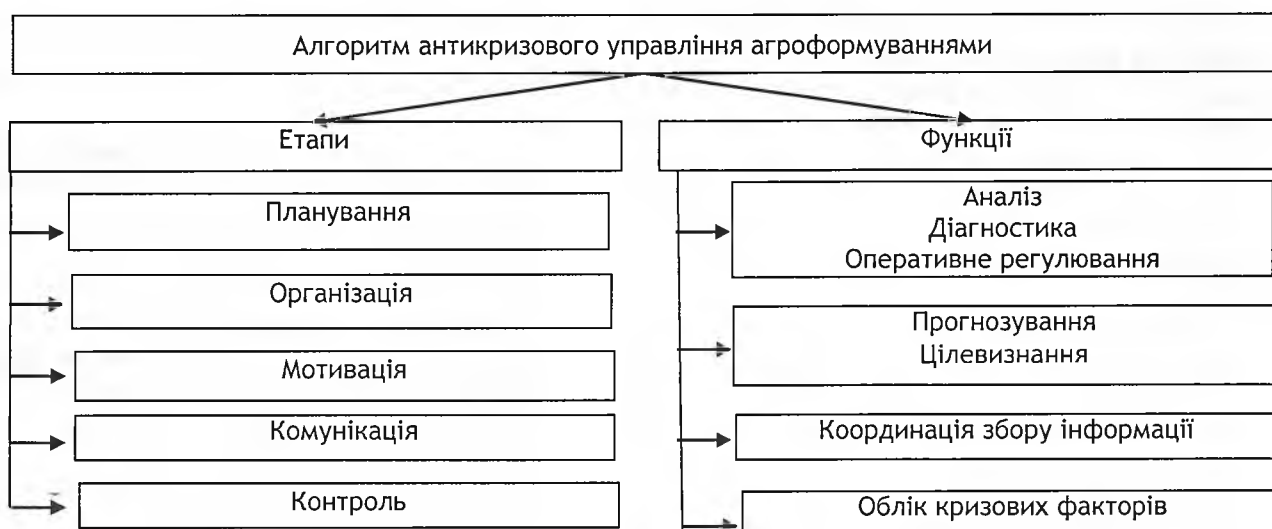 Алгоритм антикризового управління агроформуваннями
Етапи
Планування
Організація
Мотивація
Комунікація
Контроль
Функції
Аналіз
Діагностика
Оперативне регулювання
Прогнозування
Цілевизнання
Координація збору інформації
Облік кризових факторів